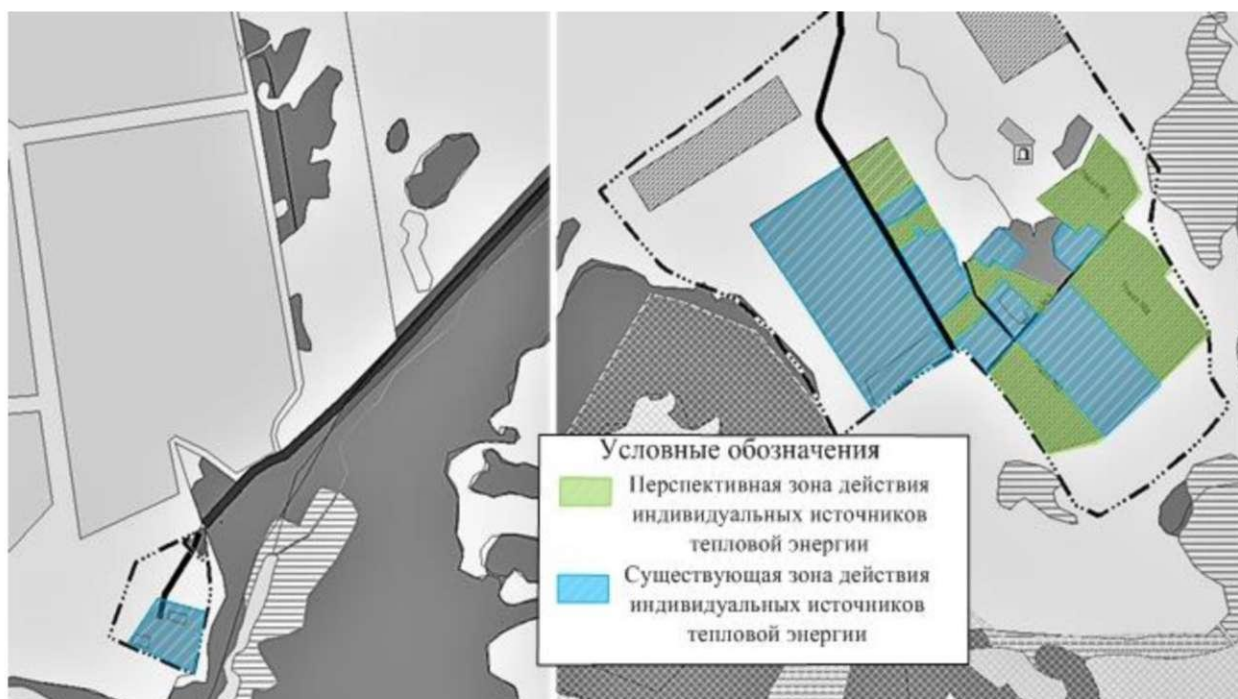 Условные обозначения
Перспективная зона действия
индивидуальных источников
тепловой энергии
Существующая зона действия
индивидуальных источников
тепловой энергии